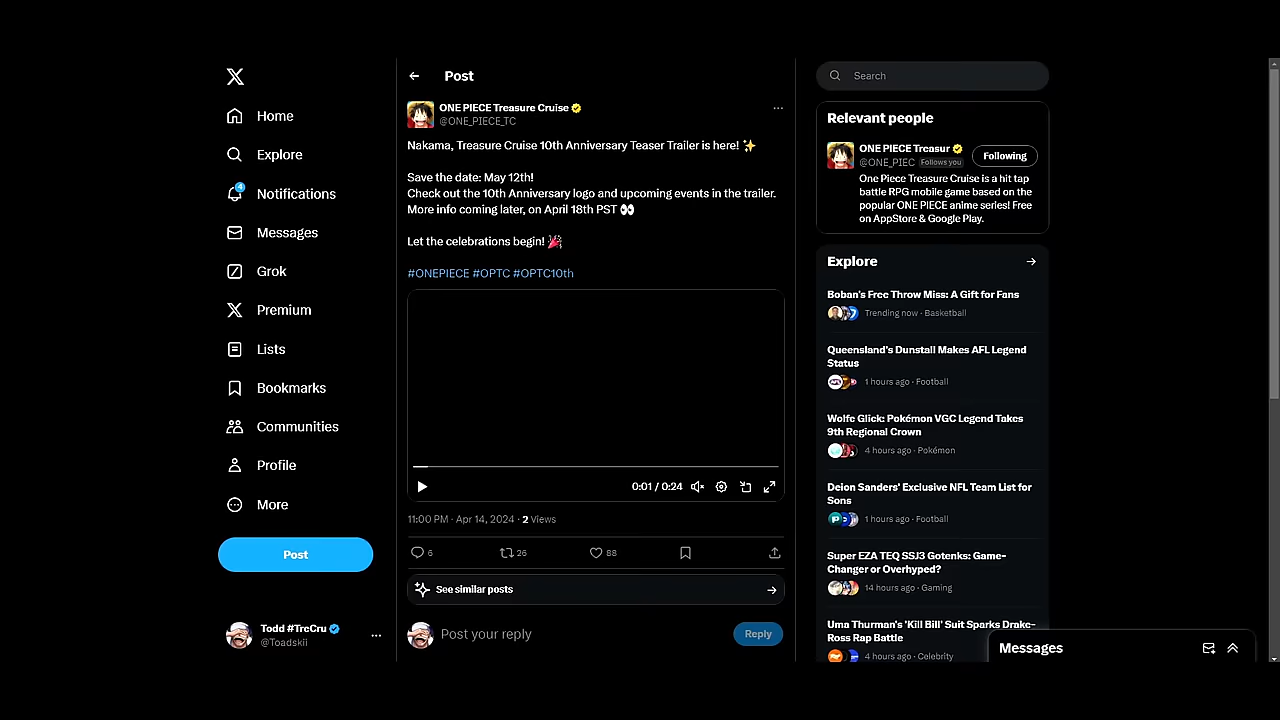 Home
Explore
4
Notifications
Messages
Grok
Premium
Lists
Bookmarks
Communities
Profile
More
Post
Todd #TreCru
@Toadskii
Post
ONE PIECE Treasure Cruise
@ONE_PIECE_TC
Nakama, Treasure Cruise 10th Anniversary Teaser Trailer is here! ✨
Save the date: May 12th!
Check out the 10th Anniversary logo and upcoming events in the trailer.
More info coming later, on April 18th PST 👀
Let the celebrations begin! 🎉
#ONEPIECE #OPTC #OPTC10th
0:01 / 0:24
11:00 PM · Apr 14, 2024 · 2 Views
6
26
88
See similar posts
Post your reply
Reply
Search
Relevant people
ONE PIECE Treasur
@ONE_PIEC Follows you
Following
One Piece Treasure Cruise is a hit tap
battle RPG mobile game based on the
popular ONE PIECE anime series! Free
on AppStore & Google Play.
Explore
Boban's Free Throw Miss: A Gift for Fans
Trending now · Basketball
Queensland's Dunstall Makes AFL Legend
Status
1 hours ago · Football
Wolfe Glick: Pokémon VGC Legend Takes
9th Regional Crown
4 hours ago · Pokémon
Deion Sanders' Exclusive NFL Team List for
Sons
1 hours ago · Football
Super EZA TEQ SSJ3 Gotenks: Game-
Changer or Overhyped?
14 hours ago · Gaming
Uma Thurman's 'Kill Bill' Suit Sparks Drake-
Ross Rap Battle
4 hours ago · Celebrity
Messages